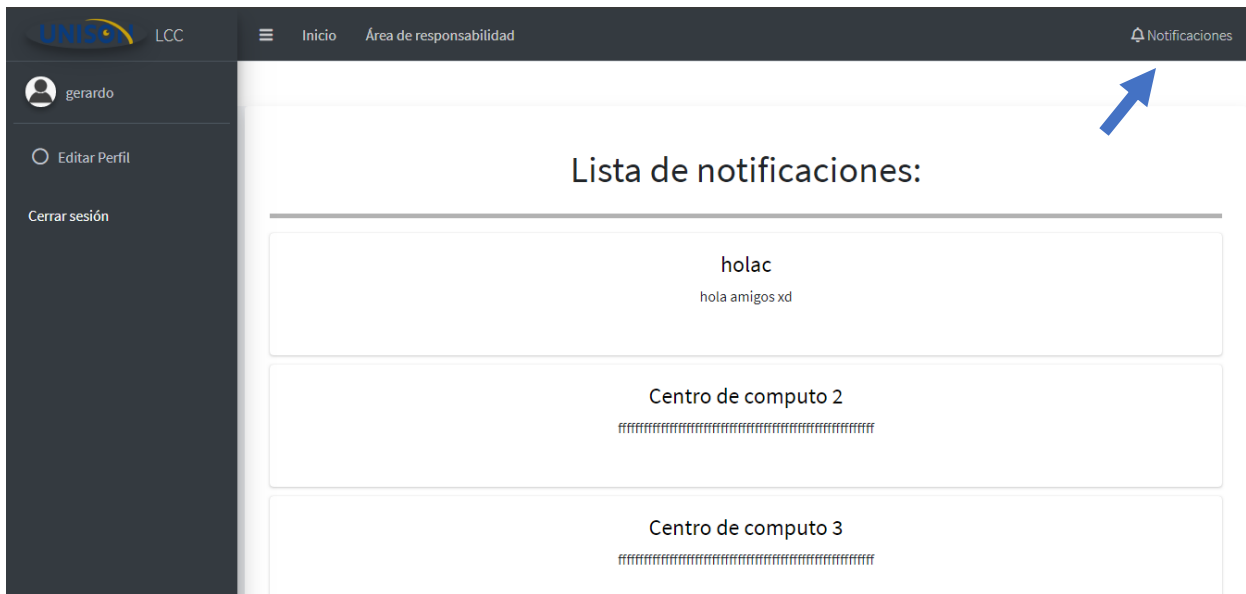 UNISON LCC
Inicio Área de responsabilidad Notificaciones
gerardo
Editar Perfil
Cerrar sesión
Lista de notificaciones:
holac
hola amigos xd
Centro de computo 2
Centro de computo 3